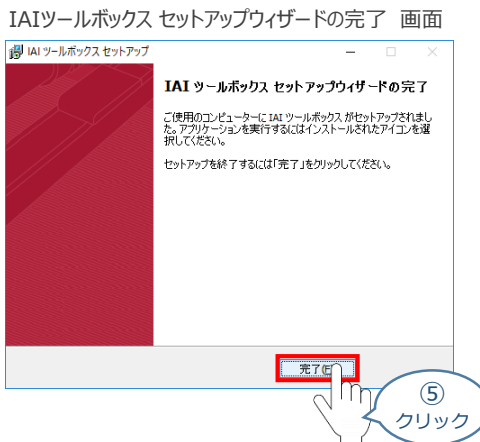 IAIツールボックス セットアップウィザードの完了 画面
IAI ツールボックス セットアップ
IAI ツールボックス セットアップウィザードの完了
ご使用のコンピューターに IAI ツールボックス がセットアップされまし
た。アプリケーションを実行するにはインストールされたアイコンを選
択してください。
セットアップを終了するには「完了」をクリックしてください。
完了(F)
⑤
クリック